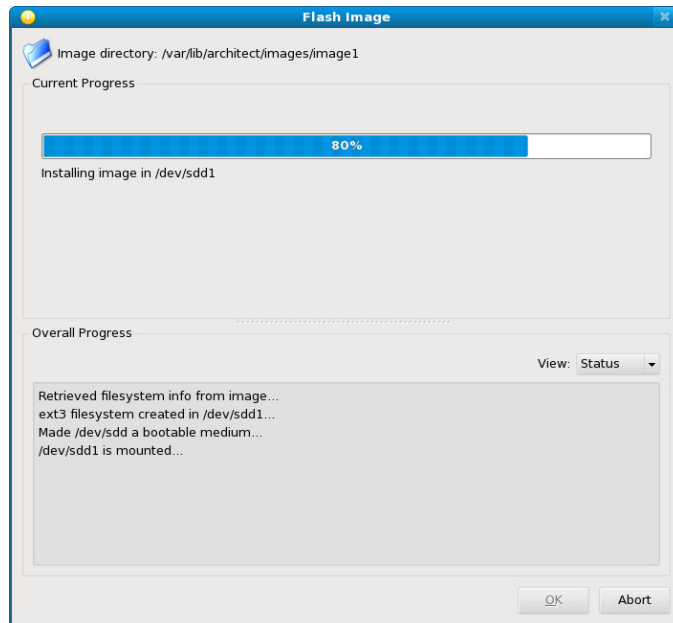 Flash Image
Image directory: /var/lib/architect/images/image1
Current Progress
80%
Installing image in /dev/sdd1
Overall Progress
View: Status
Retrieved filesystem info from image...
ext3 filesystem created in /dev/sdd1...
Made /dev/sdd a bootable medium...
/dev/sdd1 is mounted...
OK Abort